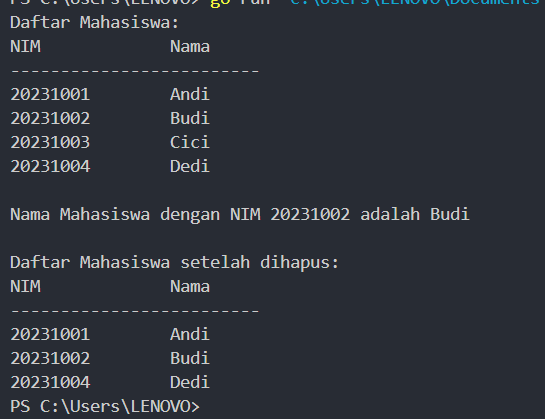 PS C:\Users\LENOVO> go run "C:\Users\LENOVO\Documents
Daftar Mahasiswa:
NIM             Nama
-------------------------
20231001        Andi
20231002        Budi
20231003        Cici
20231004        Dedi

Nama Mahasiswa dengan NIM 20231002 adalah Budi

Daftar Mahasiswa setelah dihapus:
NIM             Nama
-------------------------
20231001        Andi
20231002        Budi
20231004        Dedi
PS C:\Users\LENOVO>